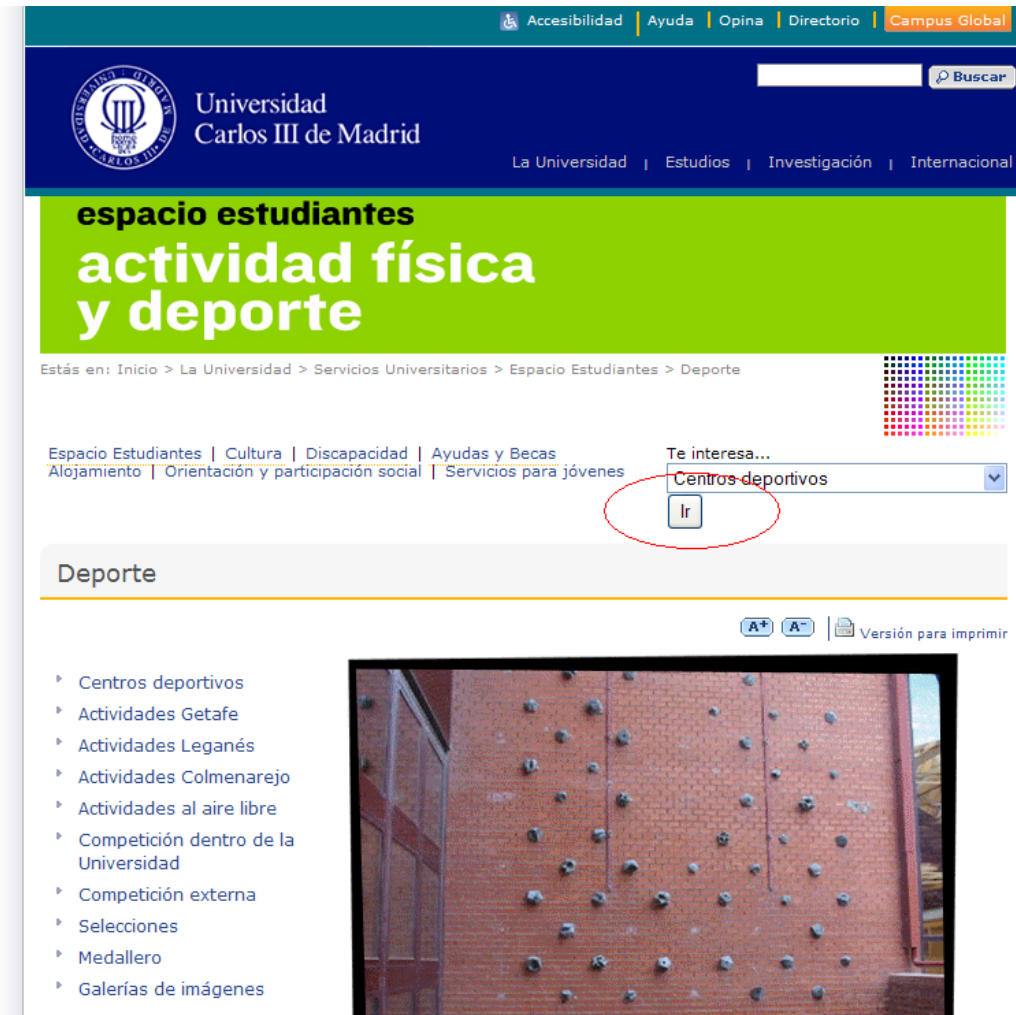 Accesibilidad | Ayuda | Opina | Directorio | Campus Global
Buscar
Universidad
Carlos III de Madrid
La Universidad | Estudios | Investigación | Internacional
espacio estudiantes
actividad física
y deporte
Estás en: Inicio > La Universidad > Servicios Universitarios > Espacio Estudiantes > Deporte
Espacio Estudiantes | Cultura | Discapacidad | Ayudas y Becas
Alojamiento | Orientación y participación social | Servicios para jóvenes
Te interesa...
Centros deportivos
Ir
Deporte
A+ A- | Versión para imprimir
Centros deportivos
Actividades Getafe
Actividades Leganés
Actividades Colmenarejo
Actividades al aire libre
Competición dentro de la
Universidad
Competición externa
Selecciones
Medallero
Galerías de imágenes